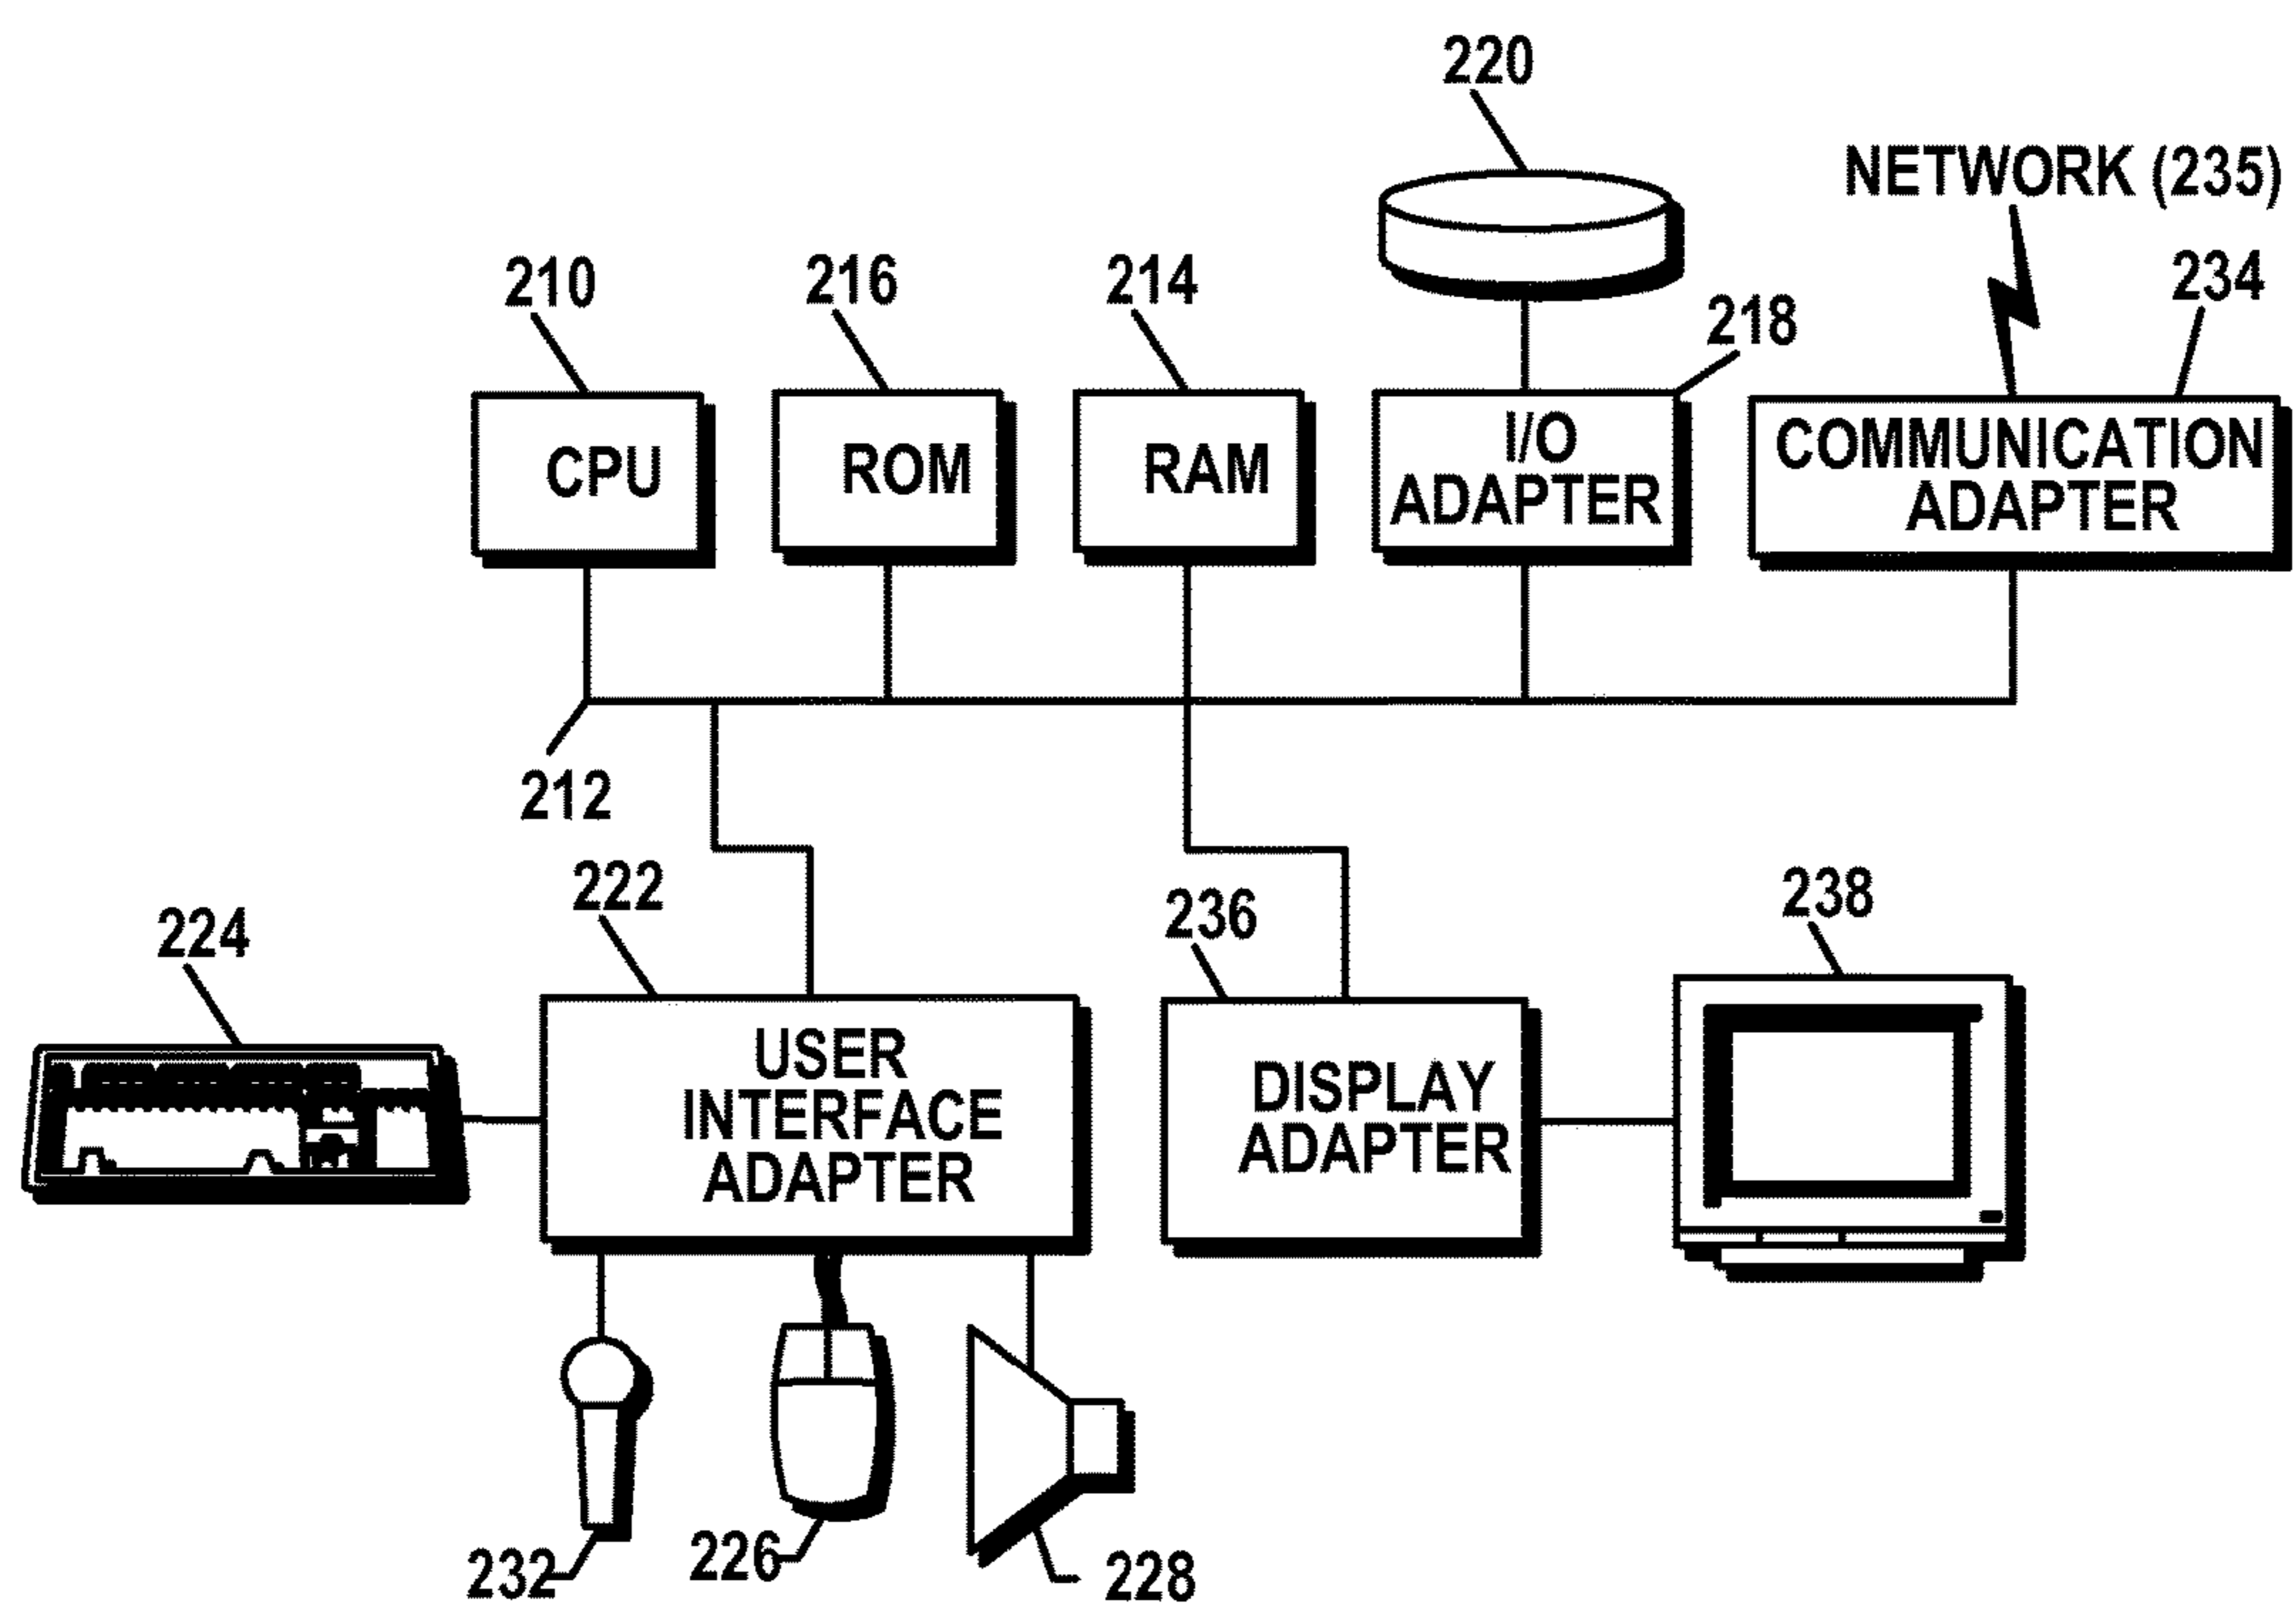 220
NETWORK (235)
210
216
214
218
234
CPU
ROM
RAM
I/O
ADAPTER
COMMUNICATION
ADAPTER
212
222
224
236
238
USER
INTERFACE
ADAPTER
DISPLAY
ADAPTER
232
226
228